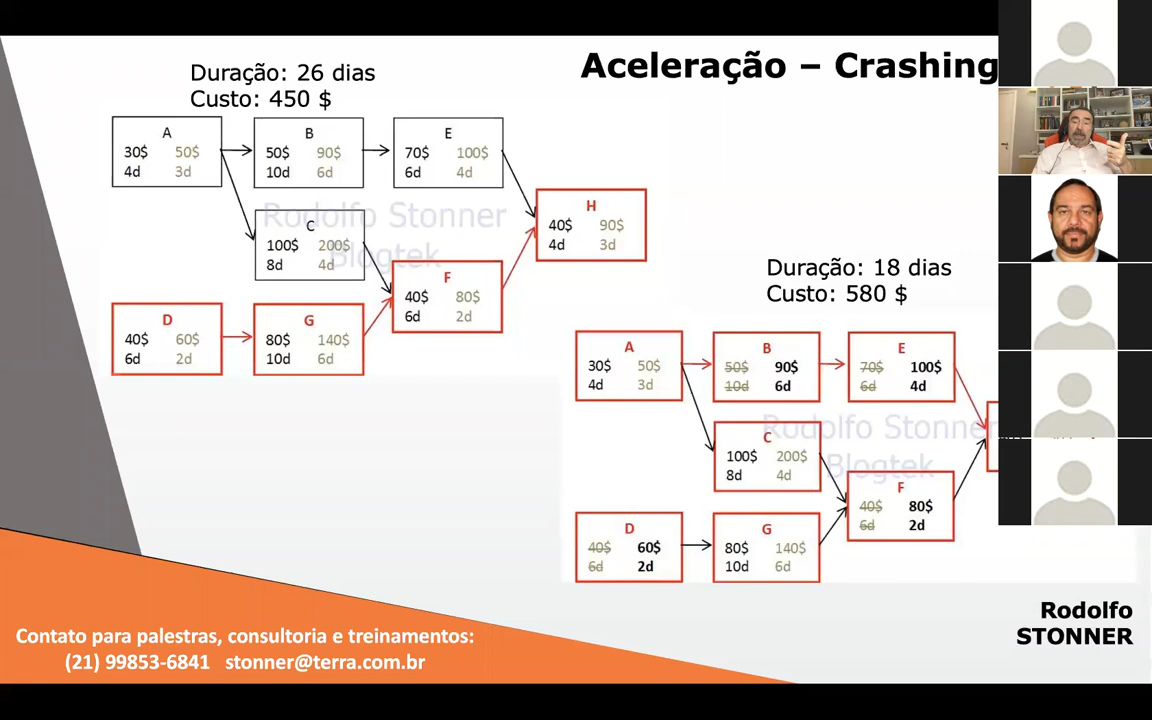 Aceleração – Crashing
Duração: 26 dias
Custo: 450 $
A
30$ 50$
4d 3d
B
50$ 90$
10d 6d
E
70$ 100$
6d 4d
C
100$ 200$
8d 4d
H
40$ 90$
4d 3d
F
40$ 80$
6d 2d
D
40$ 60$
6d 2d
G
80$ 140$
10d 6d
Rodolfo Stonner
Blogtek
Duração: 18 dias
Custo: 580 $
A
30$ 50$
4d 3d
B
50$ 90$
10d 6d
E
70$ 100$
6d 4d
C
100$ 200$
8d 4d
F
40$ 80$
6d 2d
D
40$ 60$
6d 2d
G
80$ 140$
10d 6d
Rodolfo Stonner
Blogtek
Rodolfo
STONNER
Contato para palestras, consultoria e treinamentos:
(21) 99853-6841 stonner@terra.com.br